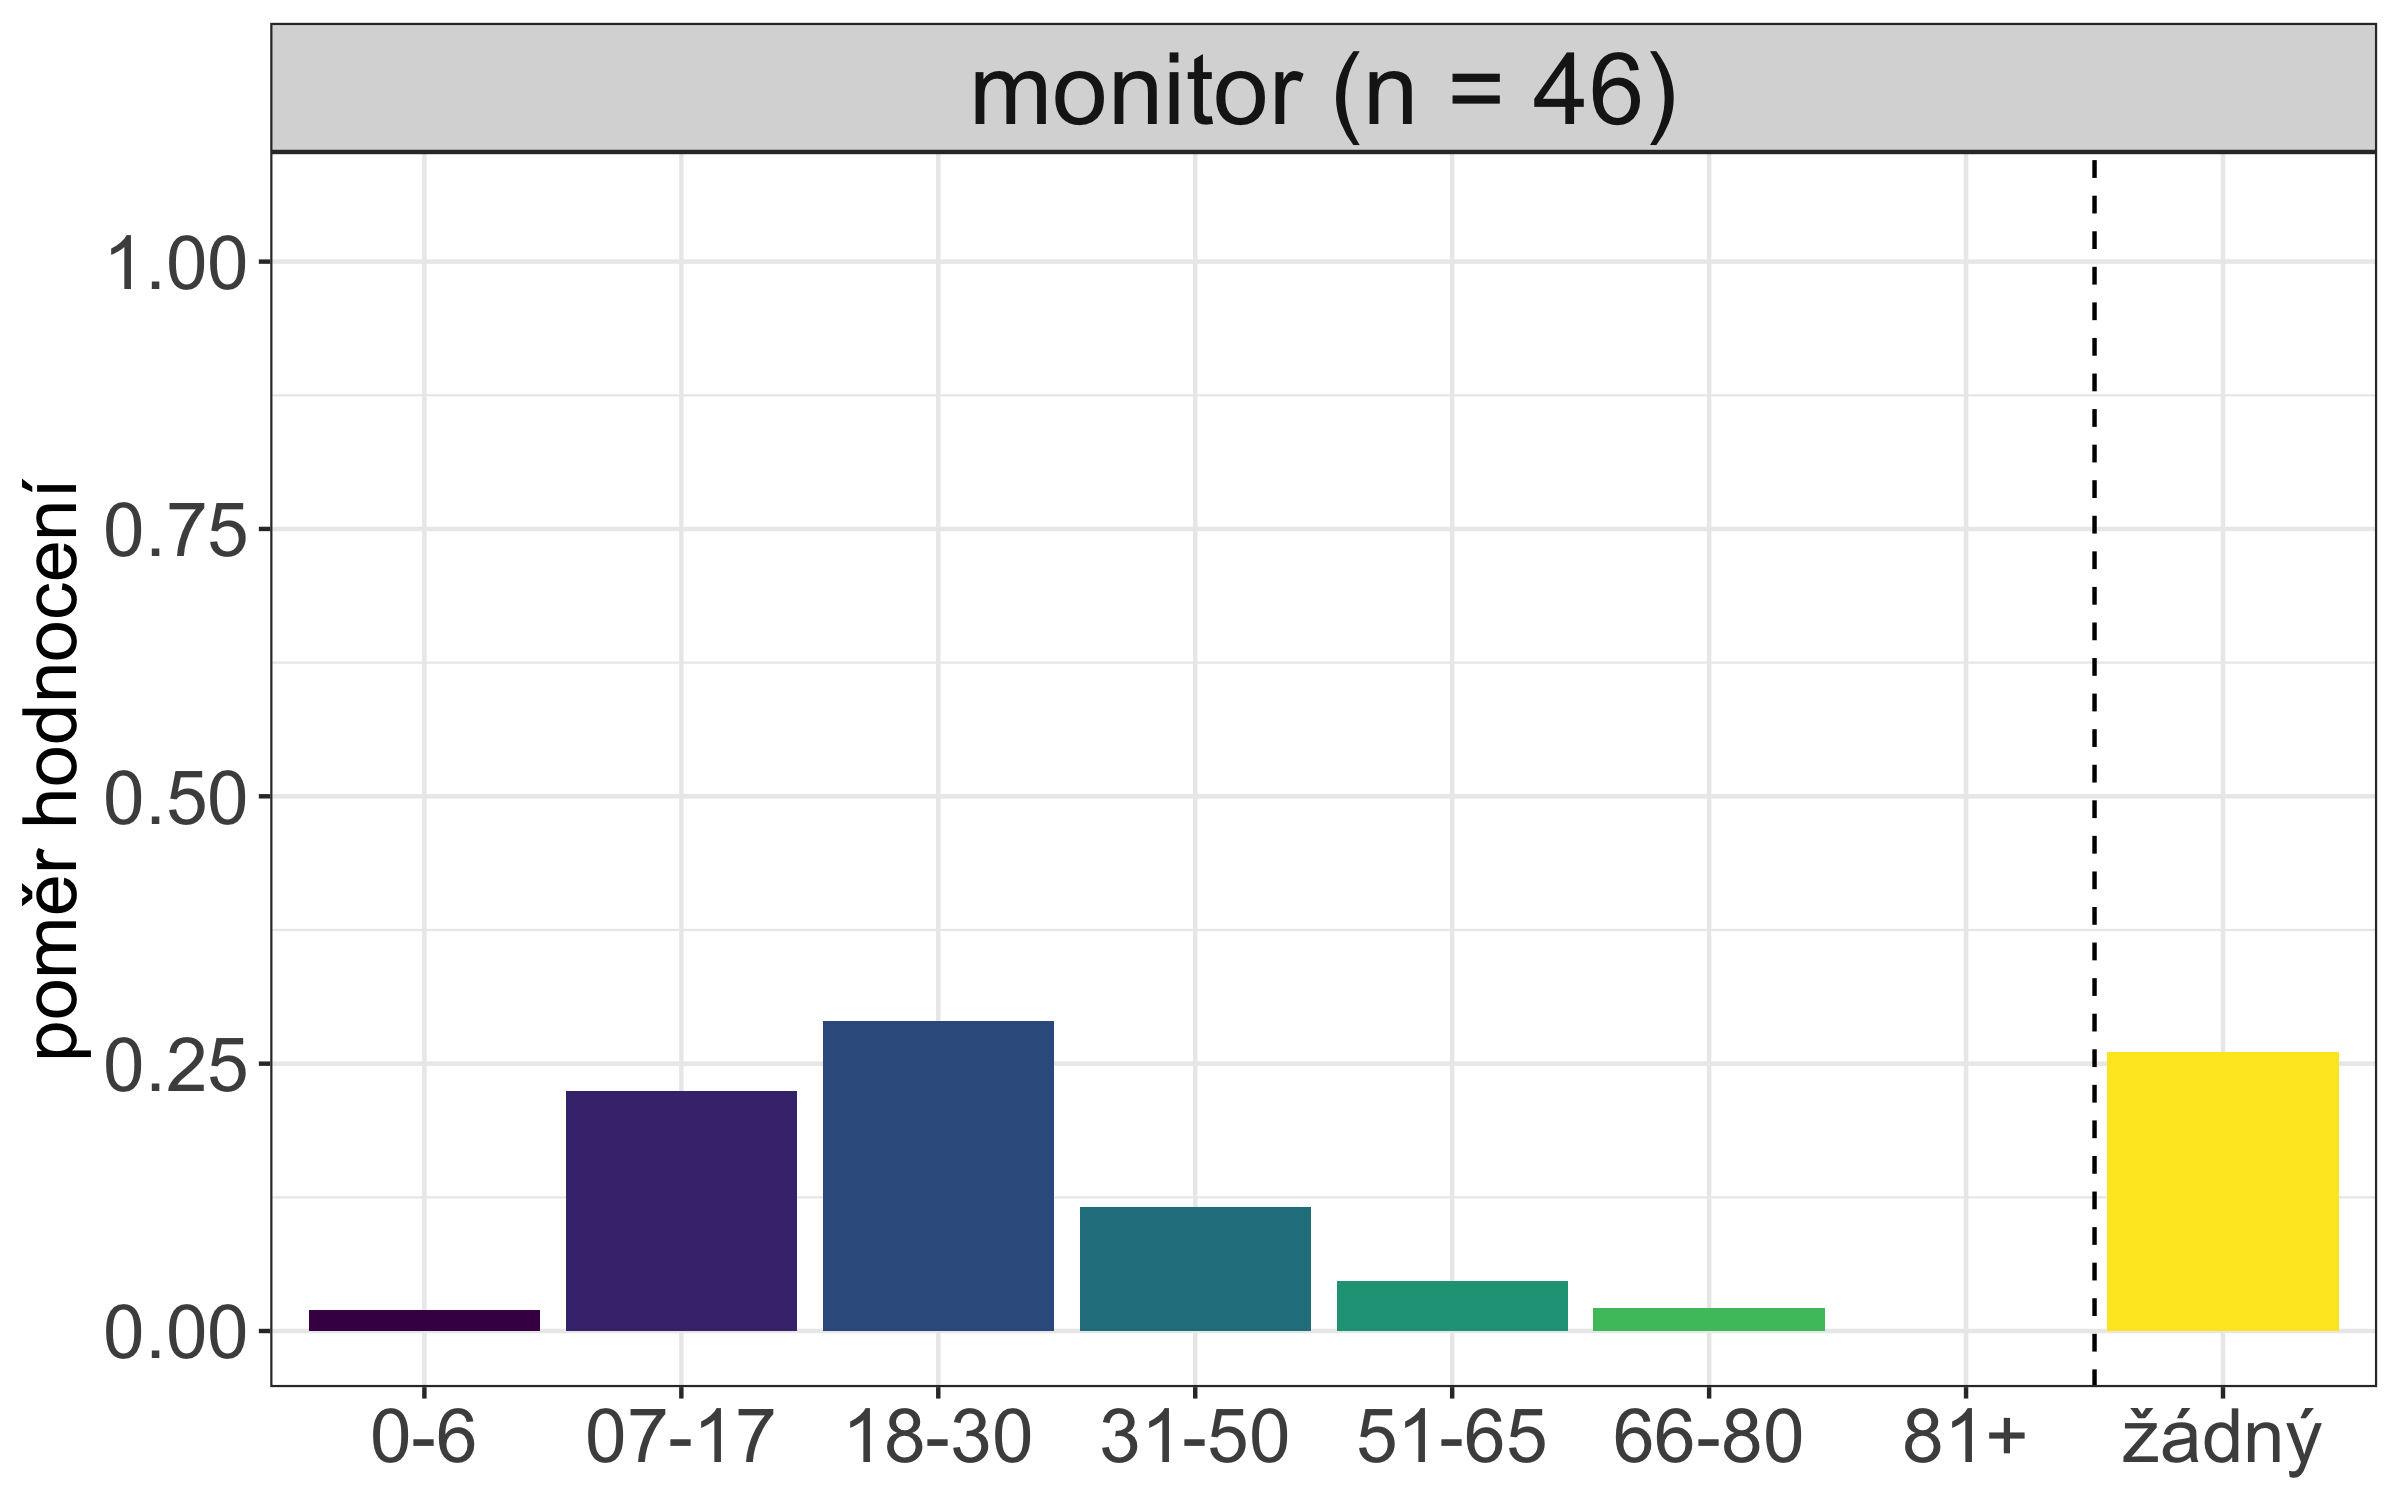 monitor (n = 46)
poměr hodnocení
1.00
0.75
0.50
0.25
0.00
0-6 07-17 18-30 31-50 51-65 66-80 81+ žádný